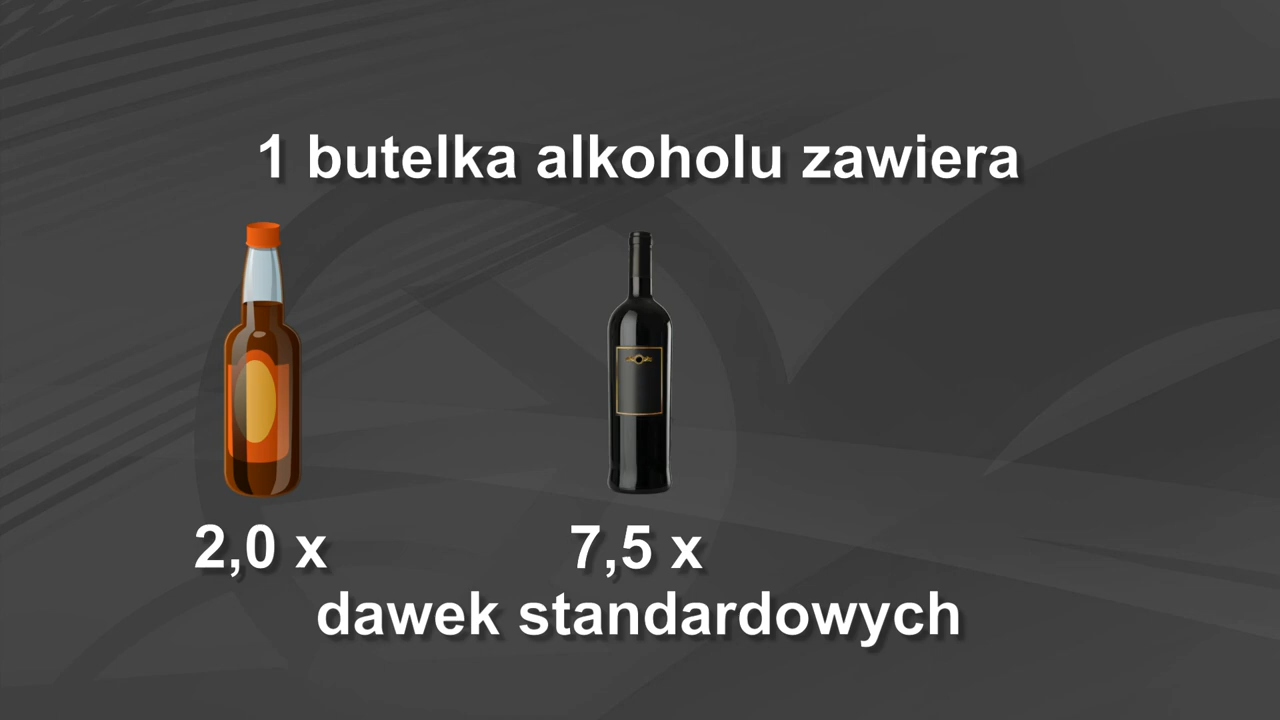 1 butelka alkoholu zawiera
2,0 x 7,5 x
dawek standardowych